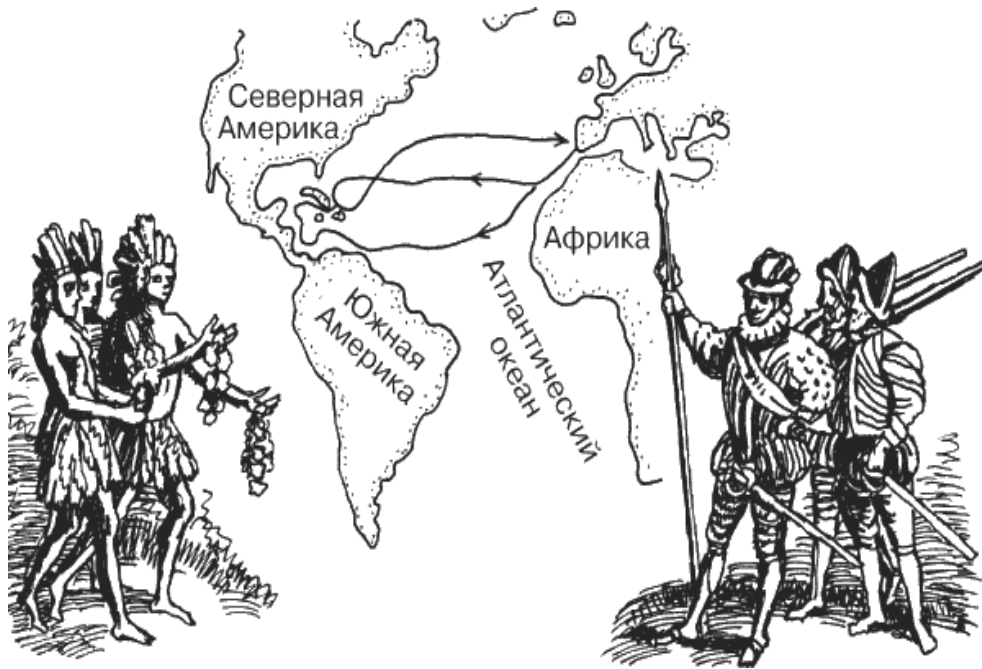 Северная
Америка
Африка
Южная
Америка
Атлантический
океан